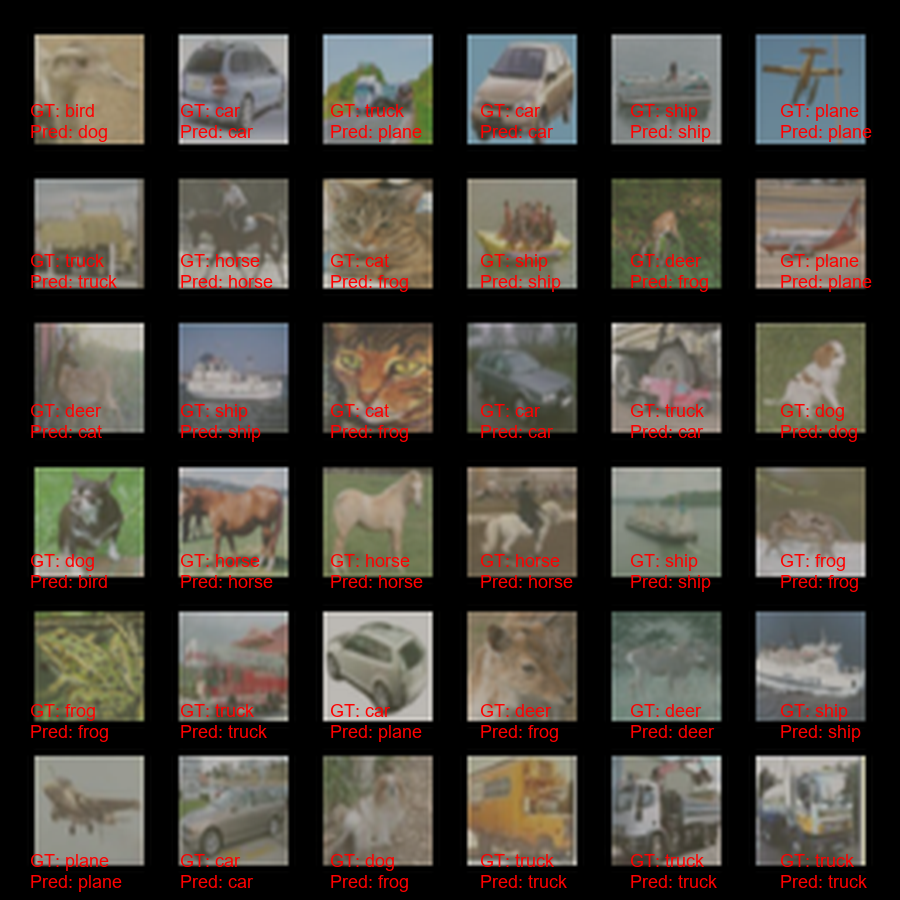 GT: bird
Pred: dog
GT: car
Pred: car
GT: truck
Pred: plane
GT: car
Pred: car
GT: ship
Pred: ship
GT: plane
Pred: plane
GT: truck
Pred: truck
GT: horse
Pred: horse
GT: cat
Pred: frog
GT: ship
Pred: ship
GT: deer
Pred: frog
GT: plane
Pred: plane
GT: deer
Pred: cat
GT: ship
Pred: ship
GT: cat
Pred: frog
GT: car
Pred: car
GT: truck
Pred: car
GT: dog
Pred: dog
GT: dog
Pred: bird
GT: horse
Pred: horse
GT: horse
Pred: horse
GT: horse
Pred: horse
GT: ship
Pred: ship
GT: frog
Pred: frog
GT: frog
Pred: frog
GT: truck
Pred: truck
GT: car
Pred: plane
GT: deer
Pred: frog
GT: deer
Pred: deer
GT: ship
Pred: ship
GT: plane
Pred: plane
GT: car
Pred: car
GT: dog
Pred: frog
GT: truck
Pred: truck
GT: truck
Pred: truck
GT: truck
Pred: truck